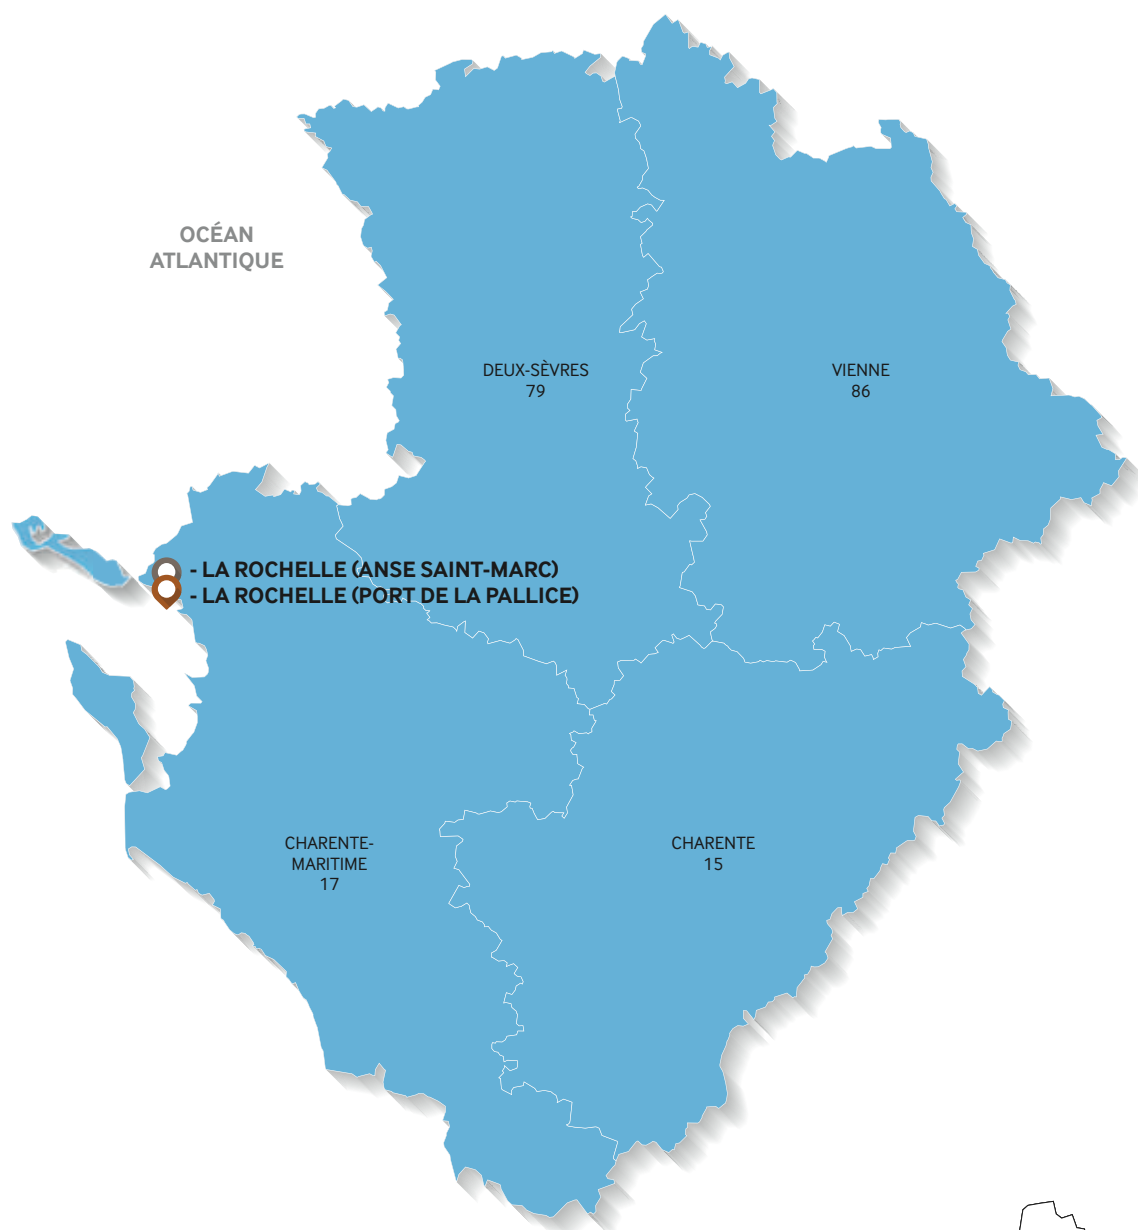 OCÉAN
ATLANTIQUE
DEUX-SÈVRES
79
VIENNE
86
- LA ROCHELLE (ANSE SAINT-MARC)
- LA ROCHELLE (PORT DE LA PALLICE)
CHARENTE-
MARITIME
17
CHARENTE
15